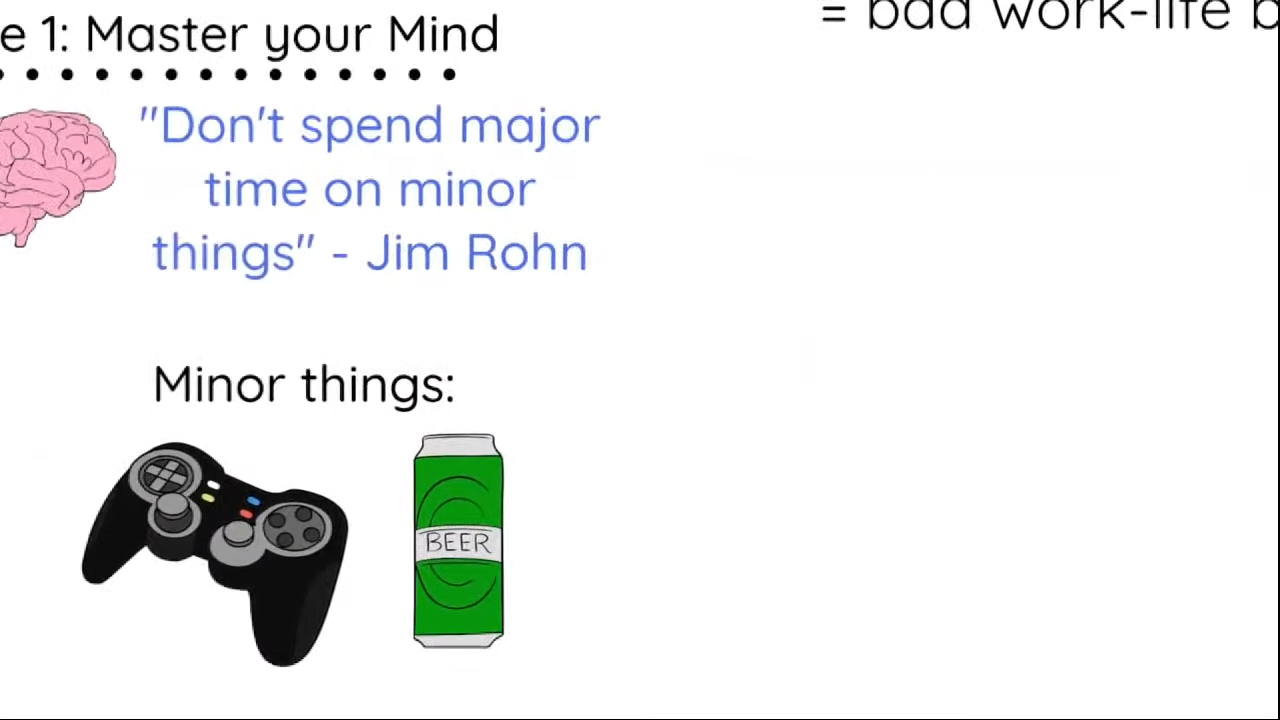 = bad work-life b
e 1: Master your Mind
"Don't spend major
time on minor
things" - Jim Rohn
Minor things:
BEER